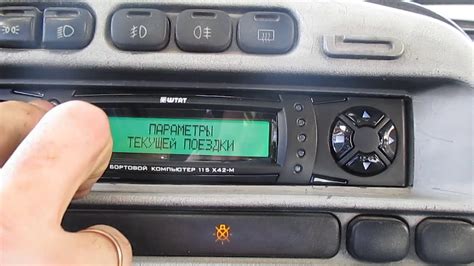 ШТАТ
ПАРАМЕТРЫ
ТЕКУЩЕЙ ПОЕЗДКИ
БОРТОВОЙ КОМПЬЮТЕР 115 X42-M